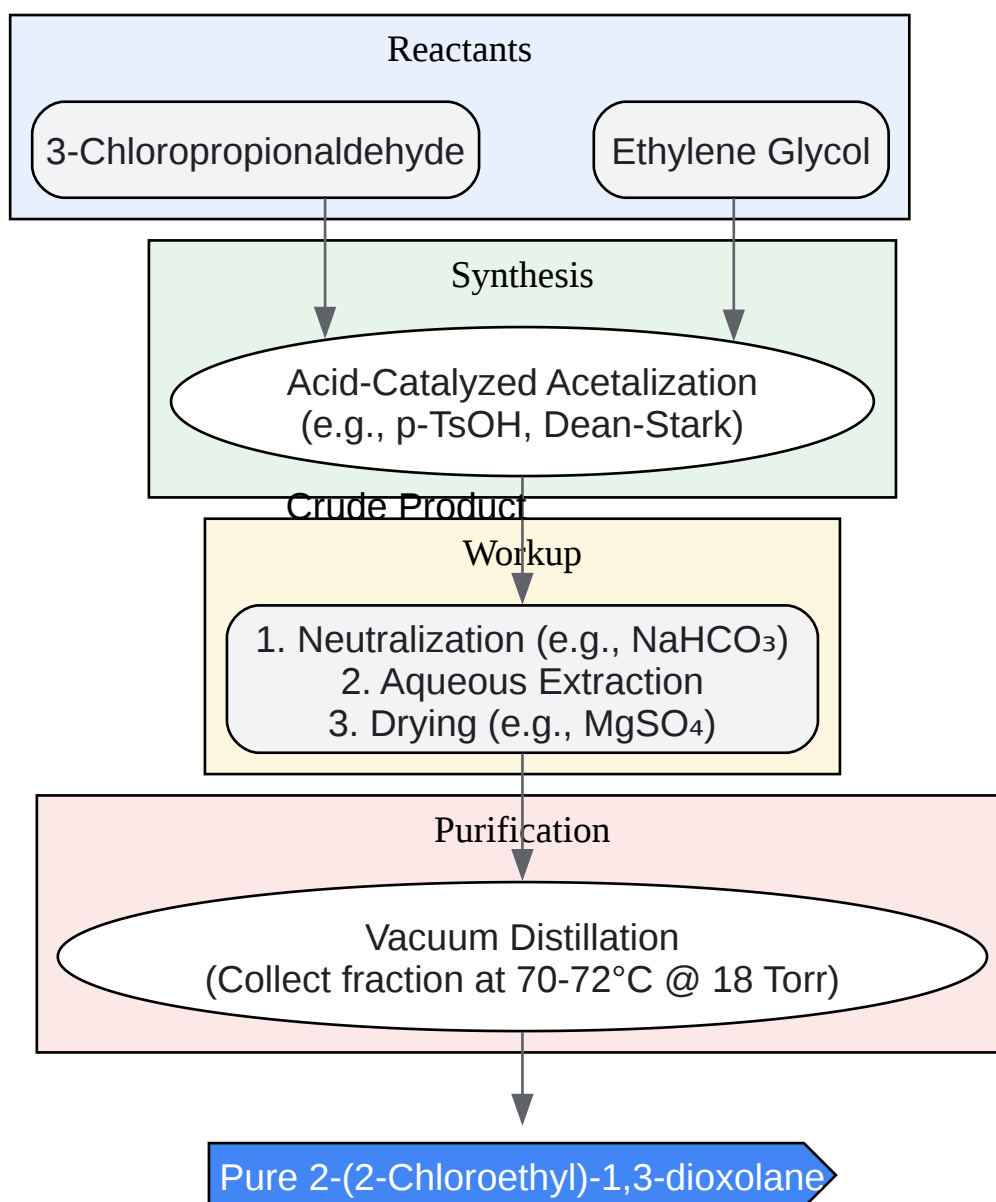 Reactants
3-Chloropropionaldehyde
Ethylene Glycol
Synthesis
Acid-Catalyzed Acetalization
(e.g., p-TsOH, Dean-Stark)
Crude Product
Workup
1. Neutralization (e.g., NaHCO₃)
2. Aqueous Extraction
3. Drying (e.g., MgSO₄)
Purification
Vacuum Distillation
(Collect fraction at 70-72°C @ 18 Torr)
Pure 2-(2-Chloroethyl)-1,3-dioxolane